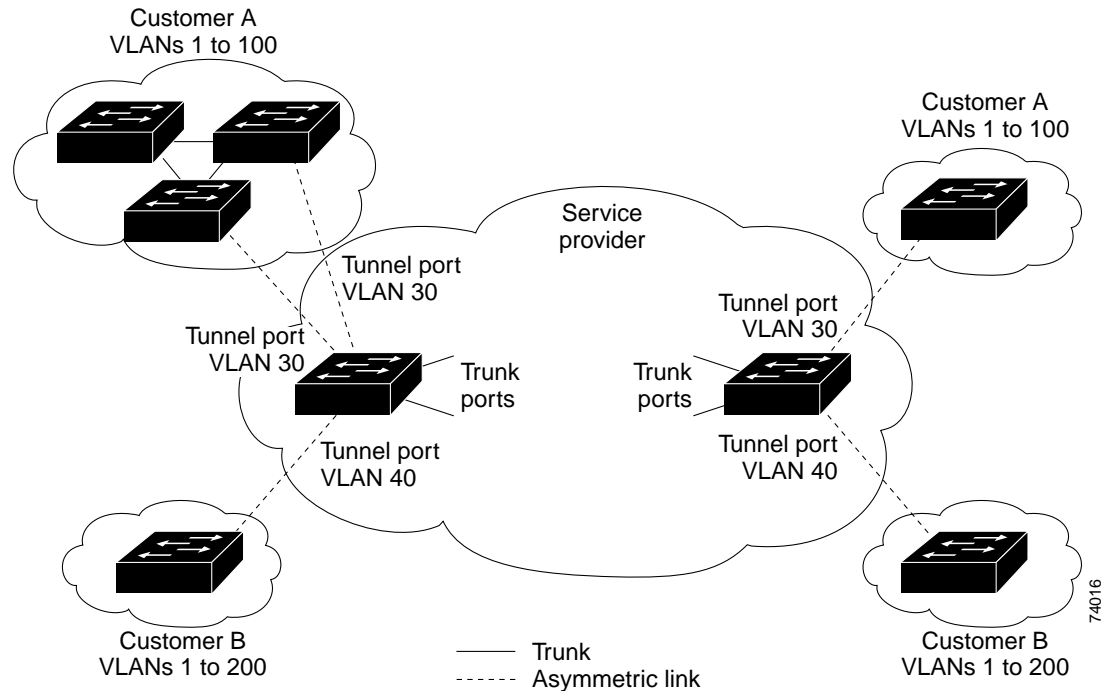 Customer A
VLANs 1 to 100
Customer A
VLANs 1 to 100
Service
provider
Tunnel port
VLAN 30
Tunnel port
VLAN 30
Tunnel port
VLAN 30
Trunk
ports
Trunk
ports
Tunnel port
VLAN 40
Tunnel port
VLAN 40
Customer B
VLANs 1 to 200
Customer B
VLANs 1 to 200
74016
Trunk
Asymmetric link